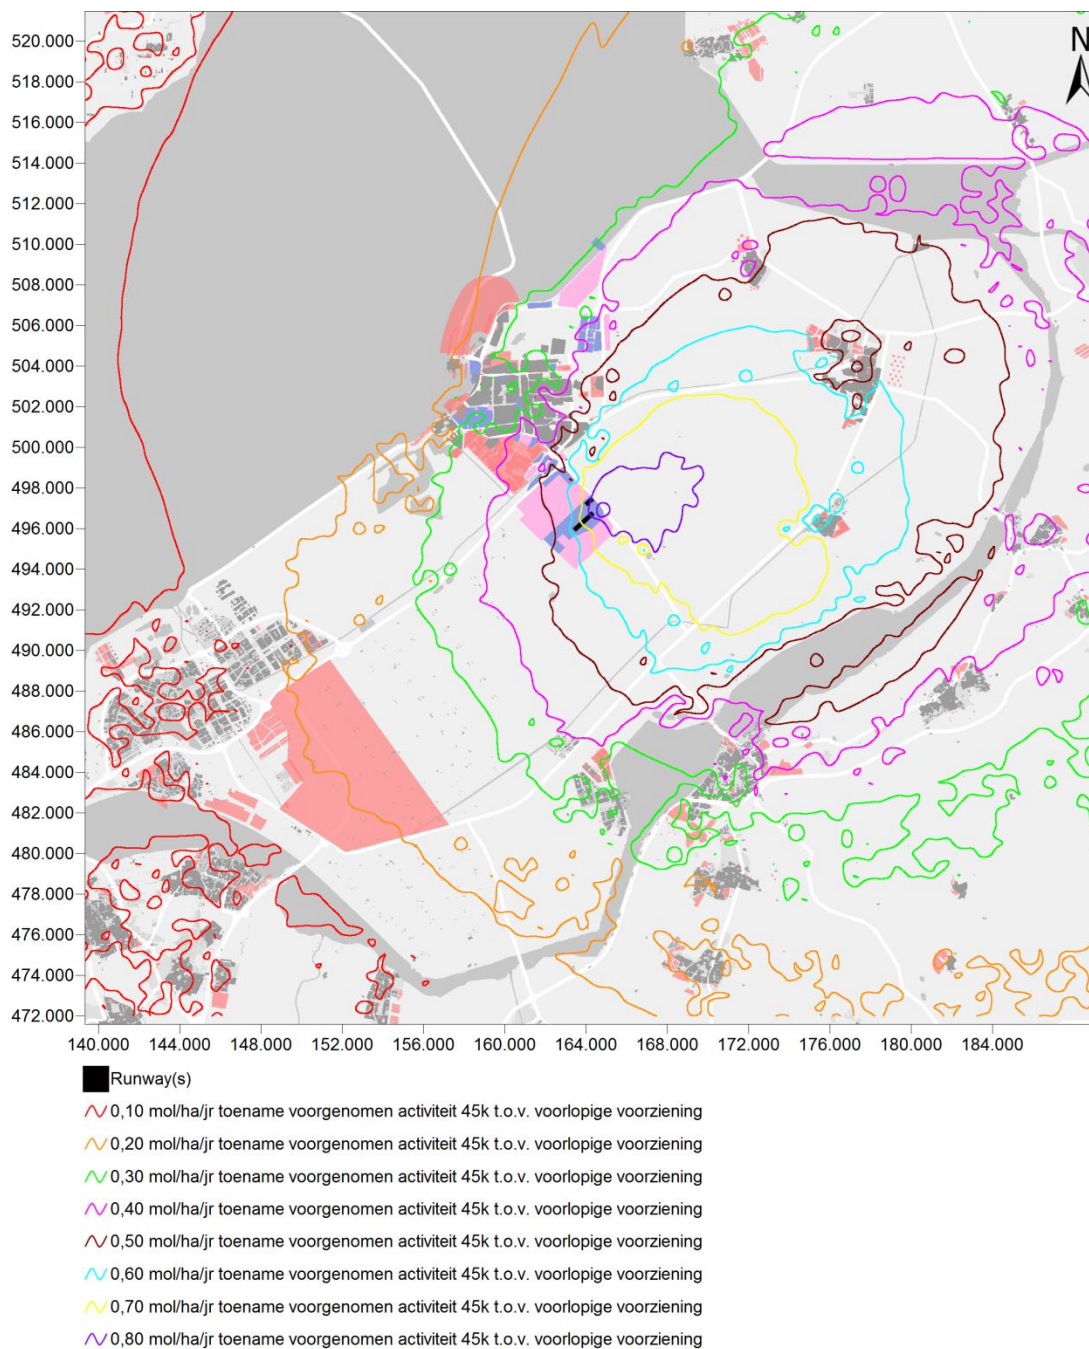 N
520.000
518.000
516.000
514.000
512.000
510.000
508.000
506.000
504.000
502.000
500.000
498.000
496.000
494.000
492.000
490.000
488.000
486.000
484.000
482.000
480.000
478.000
476.000
474.000
472.000
140.000 144.000 148.000 152.000 156.000 160.000 164.000 168.000 172.000 176.000 180.000 184.000
Runway(s)
0,10 mol/ha/jr toename voorgenomen activiteit 45k t.o.v. voorlopige voorziening
0,20 mol/ha/jr toename voorgenomen activiteit 45k t.o.v. voorlopige voorziening
0,30 mol/ha/jr toename voorgenomen activiteit 45k t.o.v. voorlopige voorziening
0,40 mol/ha/jr toename voorgenomen activiteit 45k t.o.v. voorlopige voorziening
0,50 mol/ha/jr toename voorgenomen activiteit 45k t.o.v. voorlopige voorziening
0,60 mol/ha/jr toename voorgenomen activiteit 45k t.o.v. voorlopige voorziening
0,70 mol/ha/jr toename voorgenomen activiteit 45k t.o.v. voorlopige voorziening
0,80 mol/ha/jr toename voorgenomen activiteit 45k t.o.v. voorlopige voorziening